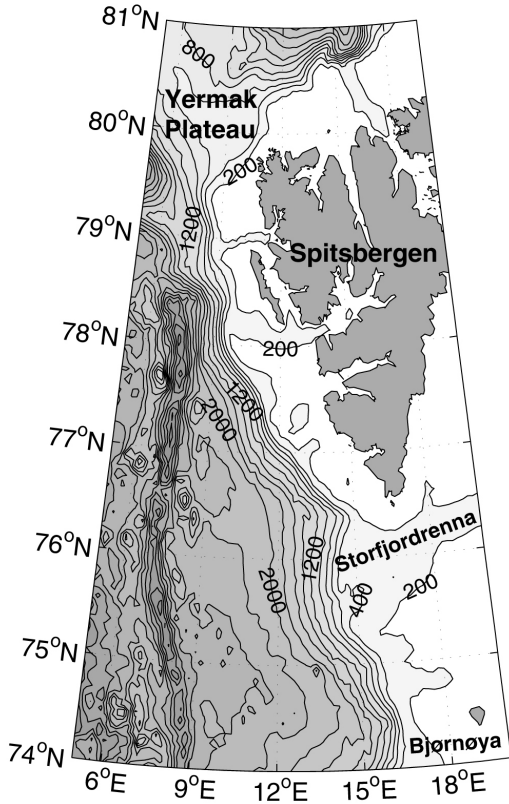 81°N
800
Yermak
Plateau
80°N
200
79°N
1200
Spitsbergen
78°N
200
1200
2000
77°N
76°N
Storfjordrenna
1200
2000
400
200
75°N
74°N
Bjørnøya
6°E 9°E 12°E 15°E 18°E